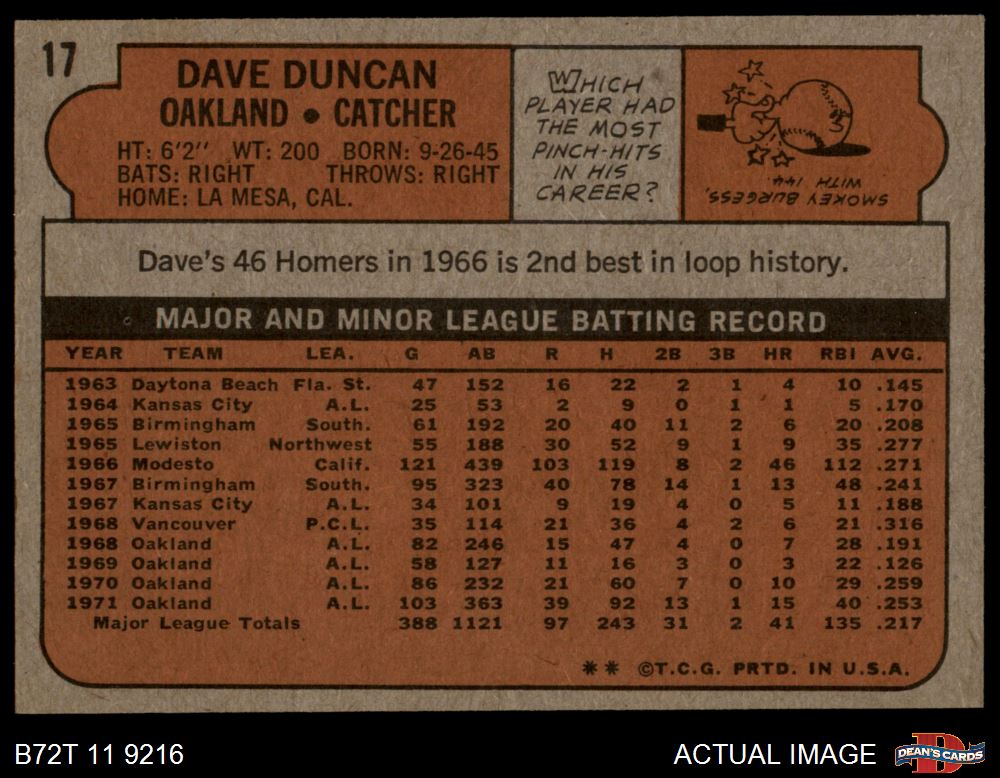 17
DAVE DUNCAN
OAKLAND • CATCHER
HT: 6'2" WT: 200 BORN: 9-26-45
BATS: RIGHT THROWS: RIGHT
HOME: LA MESA, CAL.
WHICH
PLAYER HAD
THE MOST
PINCH-HITS
IN HIS
CAREER?
SMOKEY BURGESS,
WITH 144.
Dave's 46 Homers in 1966 is 2nd best in loop history.
MAJOR AND MINOR LEAGUE BATTING RECORD
YEAR TEAM LEA. G AB R H 2B 3B HR RBI AVG.
1963 Daytona Beach Fla. St. 47 152 16 22 2 1 4 10 .145
1964 Kansas City A.L. 25 53 2 9 0 1 1 5 .170
1965 Birmingham South. 61 192 20 40 11 2 6 20 .208
1965 Lewiston Northwest 55 188 30 52 9 1 9 35 .277
1966 Modesto Calif. 121 439 103 119 8 2 46 112 .271
1967 Birmingham South. 95 323 40 78 14 1 13 48 .241
1967 Kansas City A.L. 34 101 9 19 4 0 5 11 .188
1968 Vancouver P.C.L. 35 114 21 36 4 2 6 21 .316
1968 Oakland A.L. 82 246 15 47 4 0 7 28 .191
1969 Oakland A.L. 58 127 11 16 3 0 3 22 .126
1970 Oakland A.L. 86 232 21 60 7 0 10 29 .259
1971 Oakland A.L. 103 363 39 92 13 1 15 40 .253
Major League Totals 388 1121 97 243 31 2 41 135 .217
** ©T.C.G. PRTD. IN U.S.A.
B72T 11 9216
ACTUAL IMAGE
DEAN'S CARDS